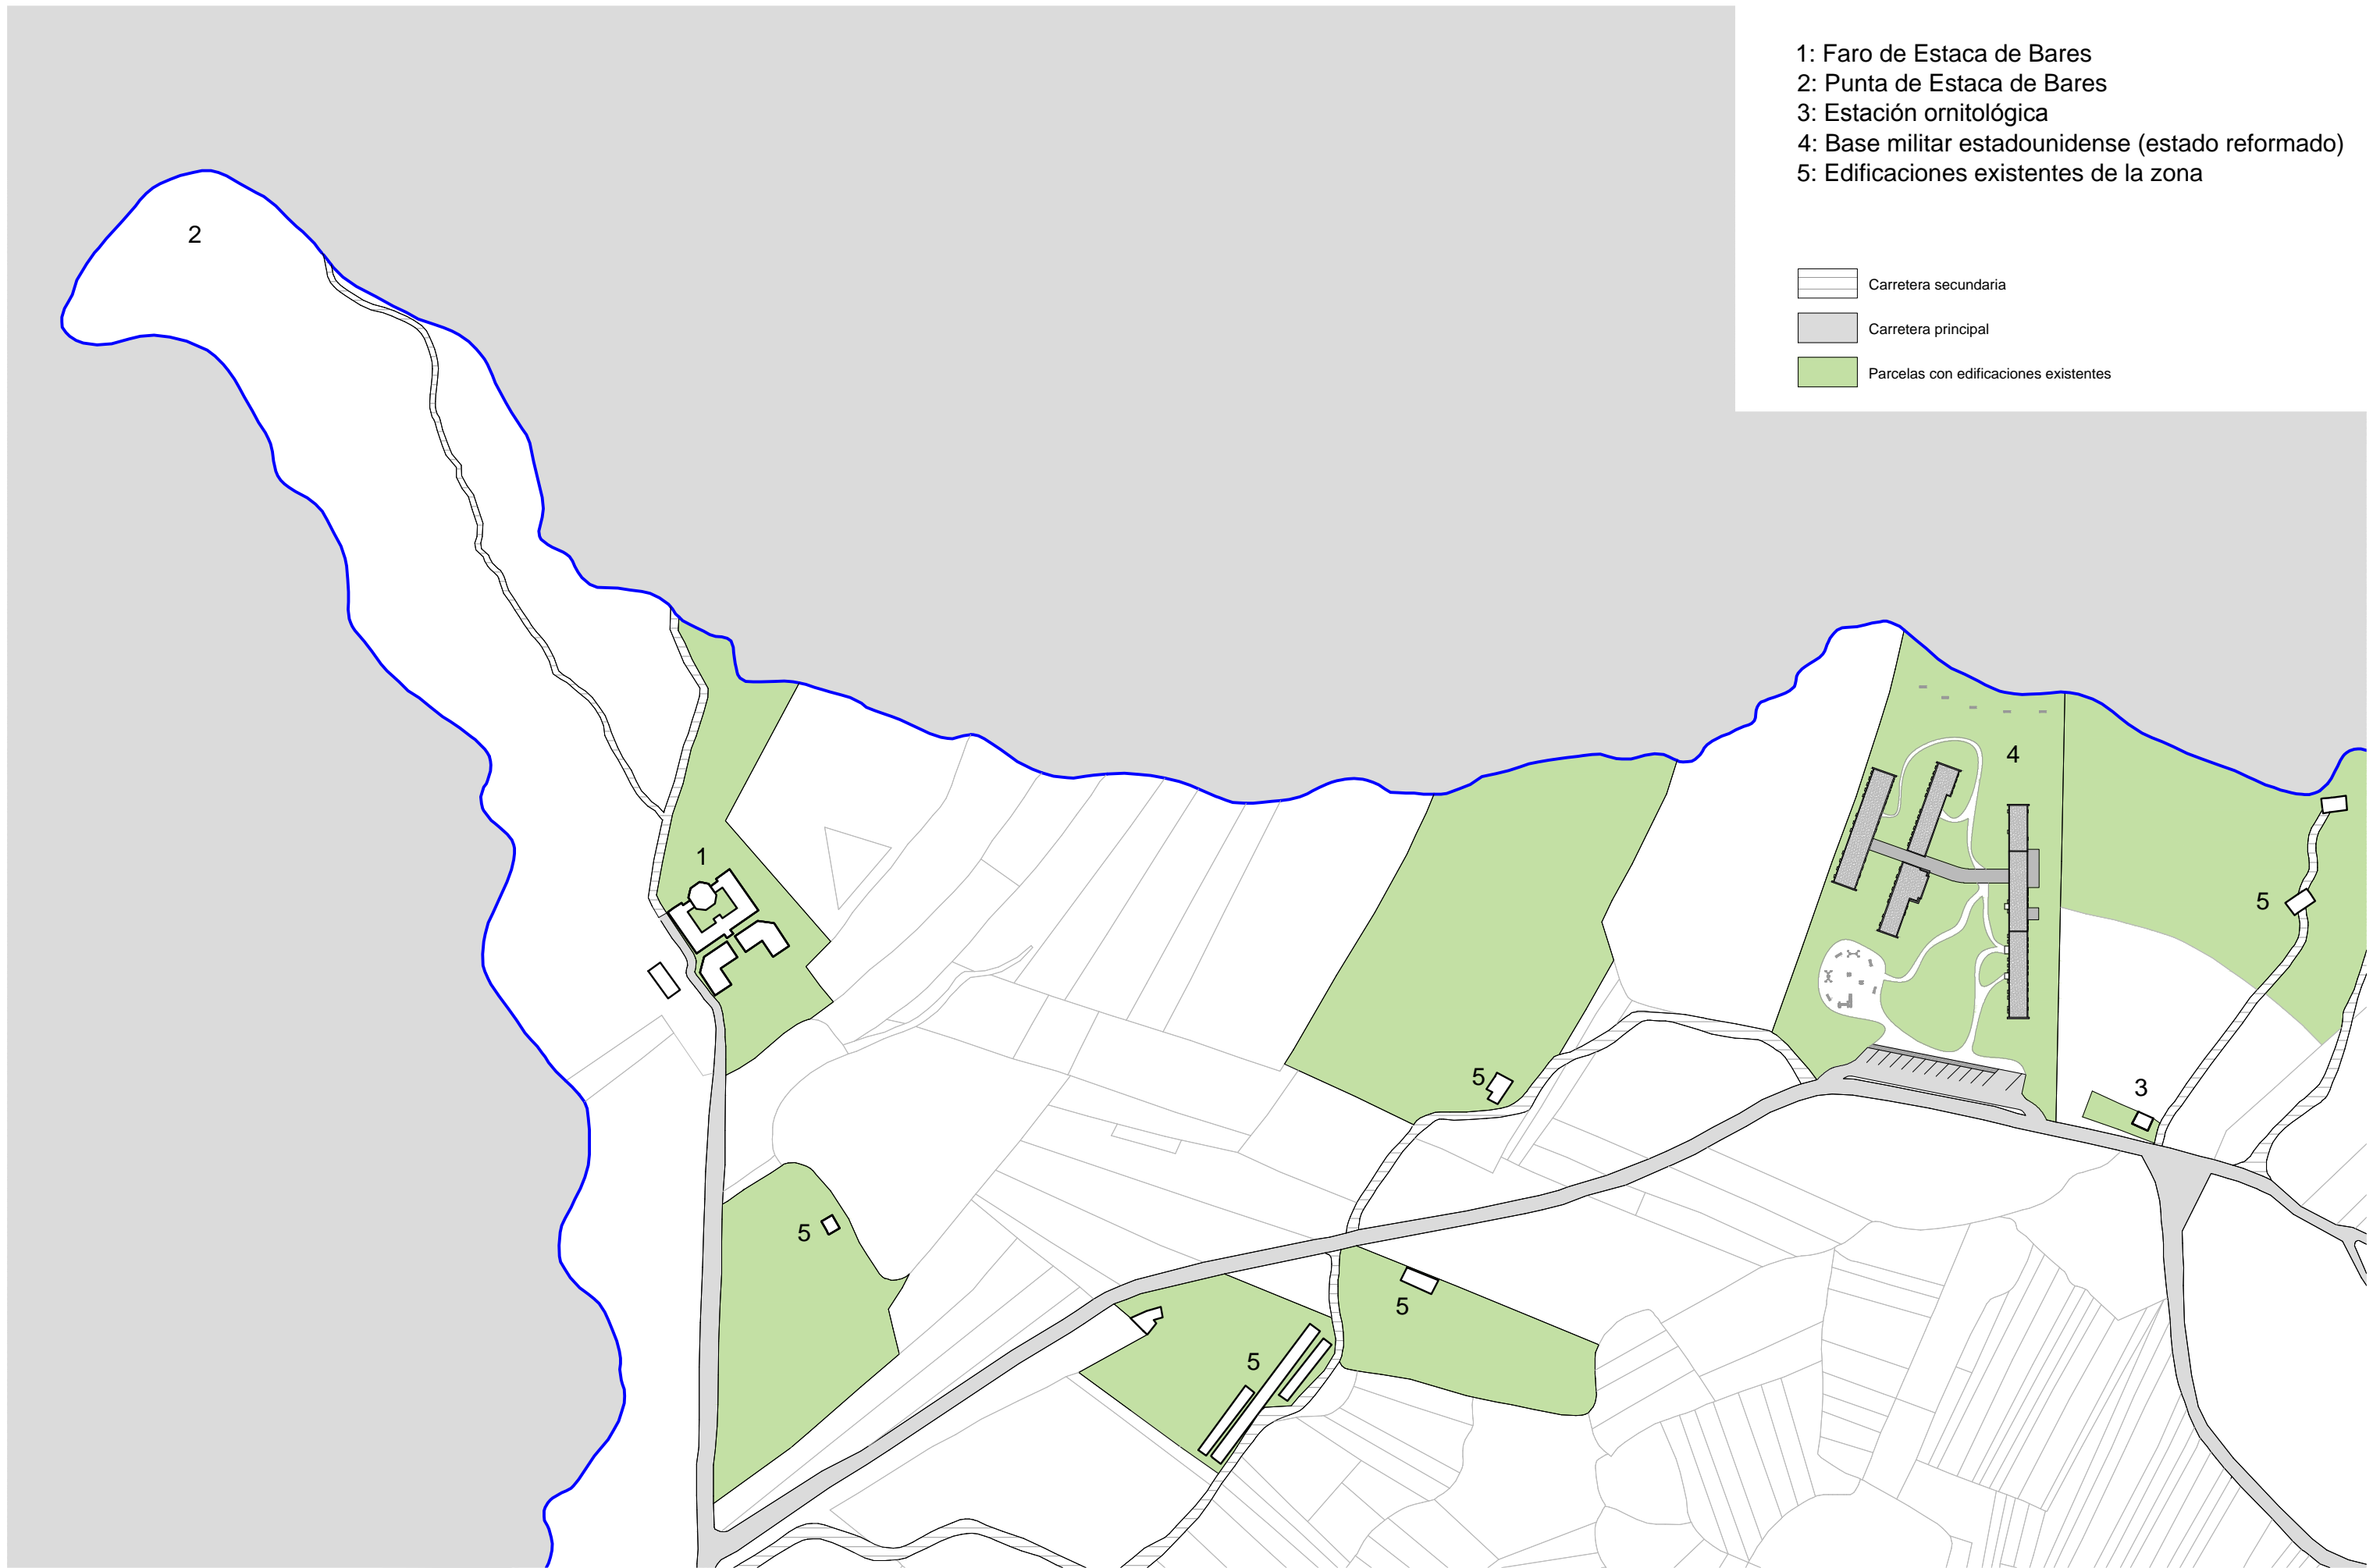 1: Faro de Estaca de Bares
2: Punta de Estaca de Bares
3: Estación ornitológica
4: Base militar estadounidense (estado reformado)
5: Edificaciones existentes de la zona
Carretera secundaria
Carretera principal
Parcelas con edificaciones existentes
2
4
1
5
5
3
5
5
5